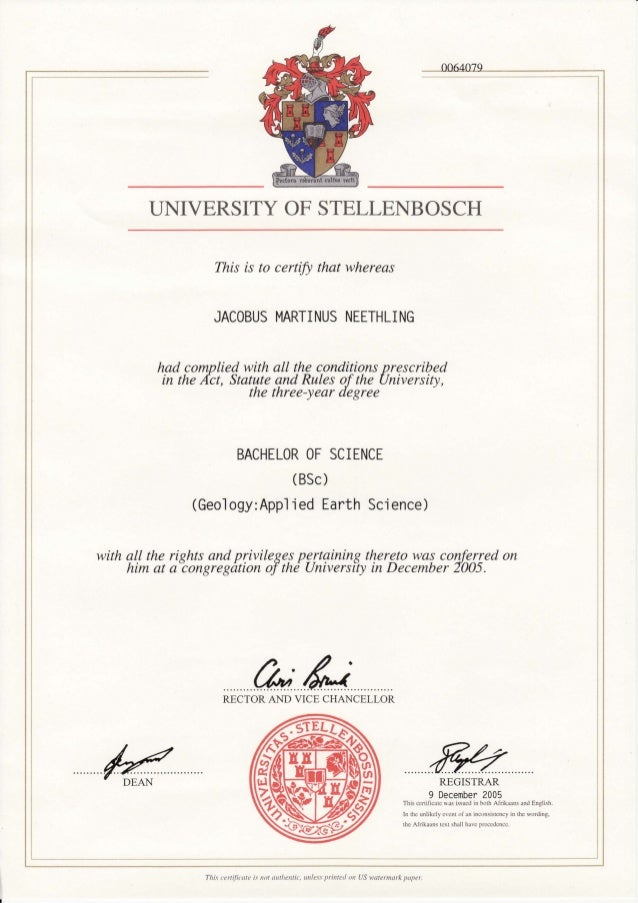 0064079
Pectora roborant cultus recti
UNIVERSITY OF STELLENBOSCH
This is to certify that whereas
JACOBUS MARTINUS NEETHLING
had complied with all the conditions prescribed
in the Act, Statute and Rules of the University,
the three-year degree
BACHELOR OF SCIENCE
(BSc)
(Geology:Applied Earth Science)
with all the rights and privileges pertaining thereto was conferred on
him at a congregation of the University in December 2005.
Chris Brink
RECTOR AND VICE CHANCELLOR
UNIVERSITAS · STELLENBOSSIENSIS
DEAN
REGISTRAR
9 December 2005
This certificate was issued in both Afrikaans and English.
In the unlikely event of an inconsistency in the wording,
the Afrikaans text shall have precedence.
This certificate is not authentic, unless printed on US watermark paper.